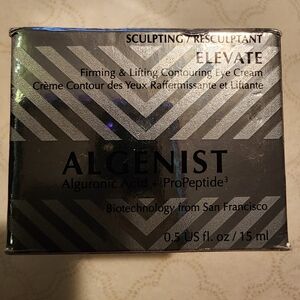 SCULPTING / RESCULPTANT
ELEVATE
Firming & Lifting Contouring Eye Cream
Crème Contour des Yeux Raffermissante et Liftante
ALGENIST
Alguronic Acid + ProPeptide³
Biotechnology from San Francisco
0.5 US fl. oz / 15 ml